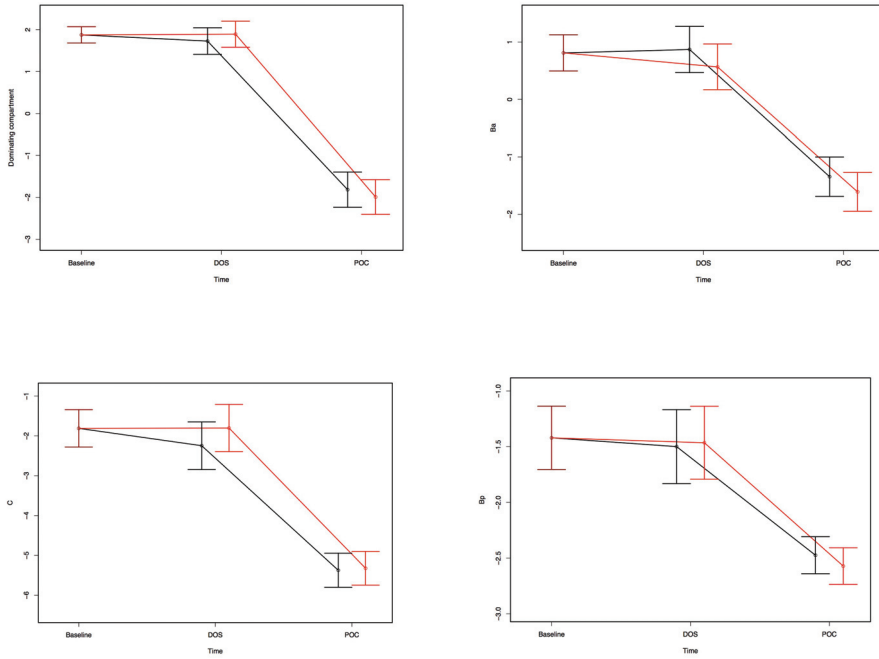 Dominating compartment
2
1
0
-1
-2
-3
Baseline DOS POC
Time
Ba
1
0
-1
-2
Baseline DOS POC
Time
C
-1
-2
-3
-4
-5
-6
Baseline DOS POC
Time
Bp
-1.0
-1.5
-2.0
-2.5
-3.0
Baseline DOS POC
Time